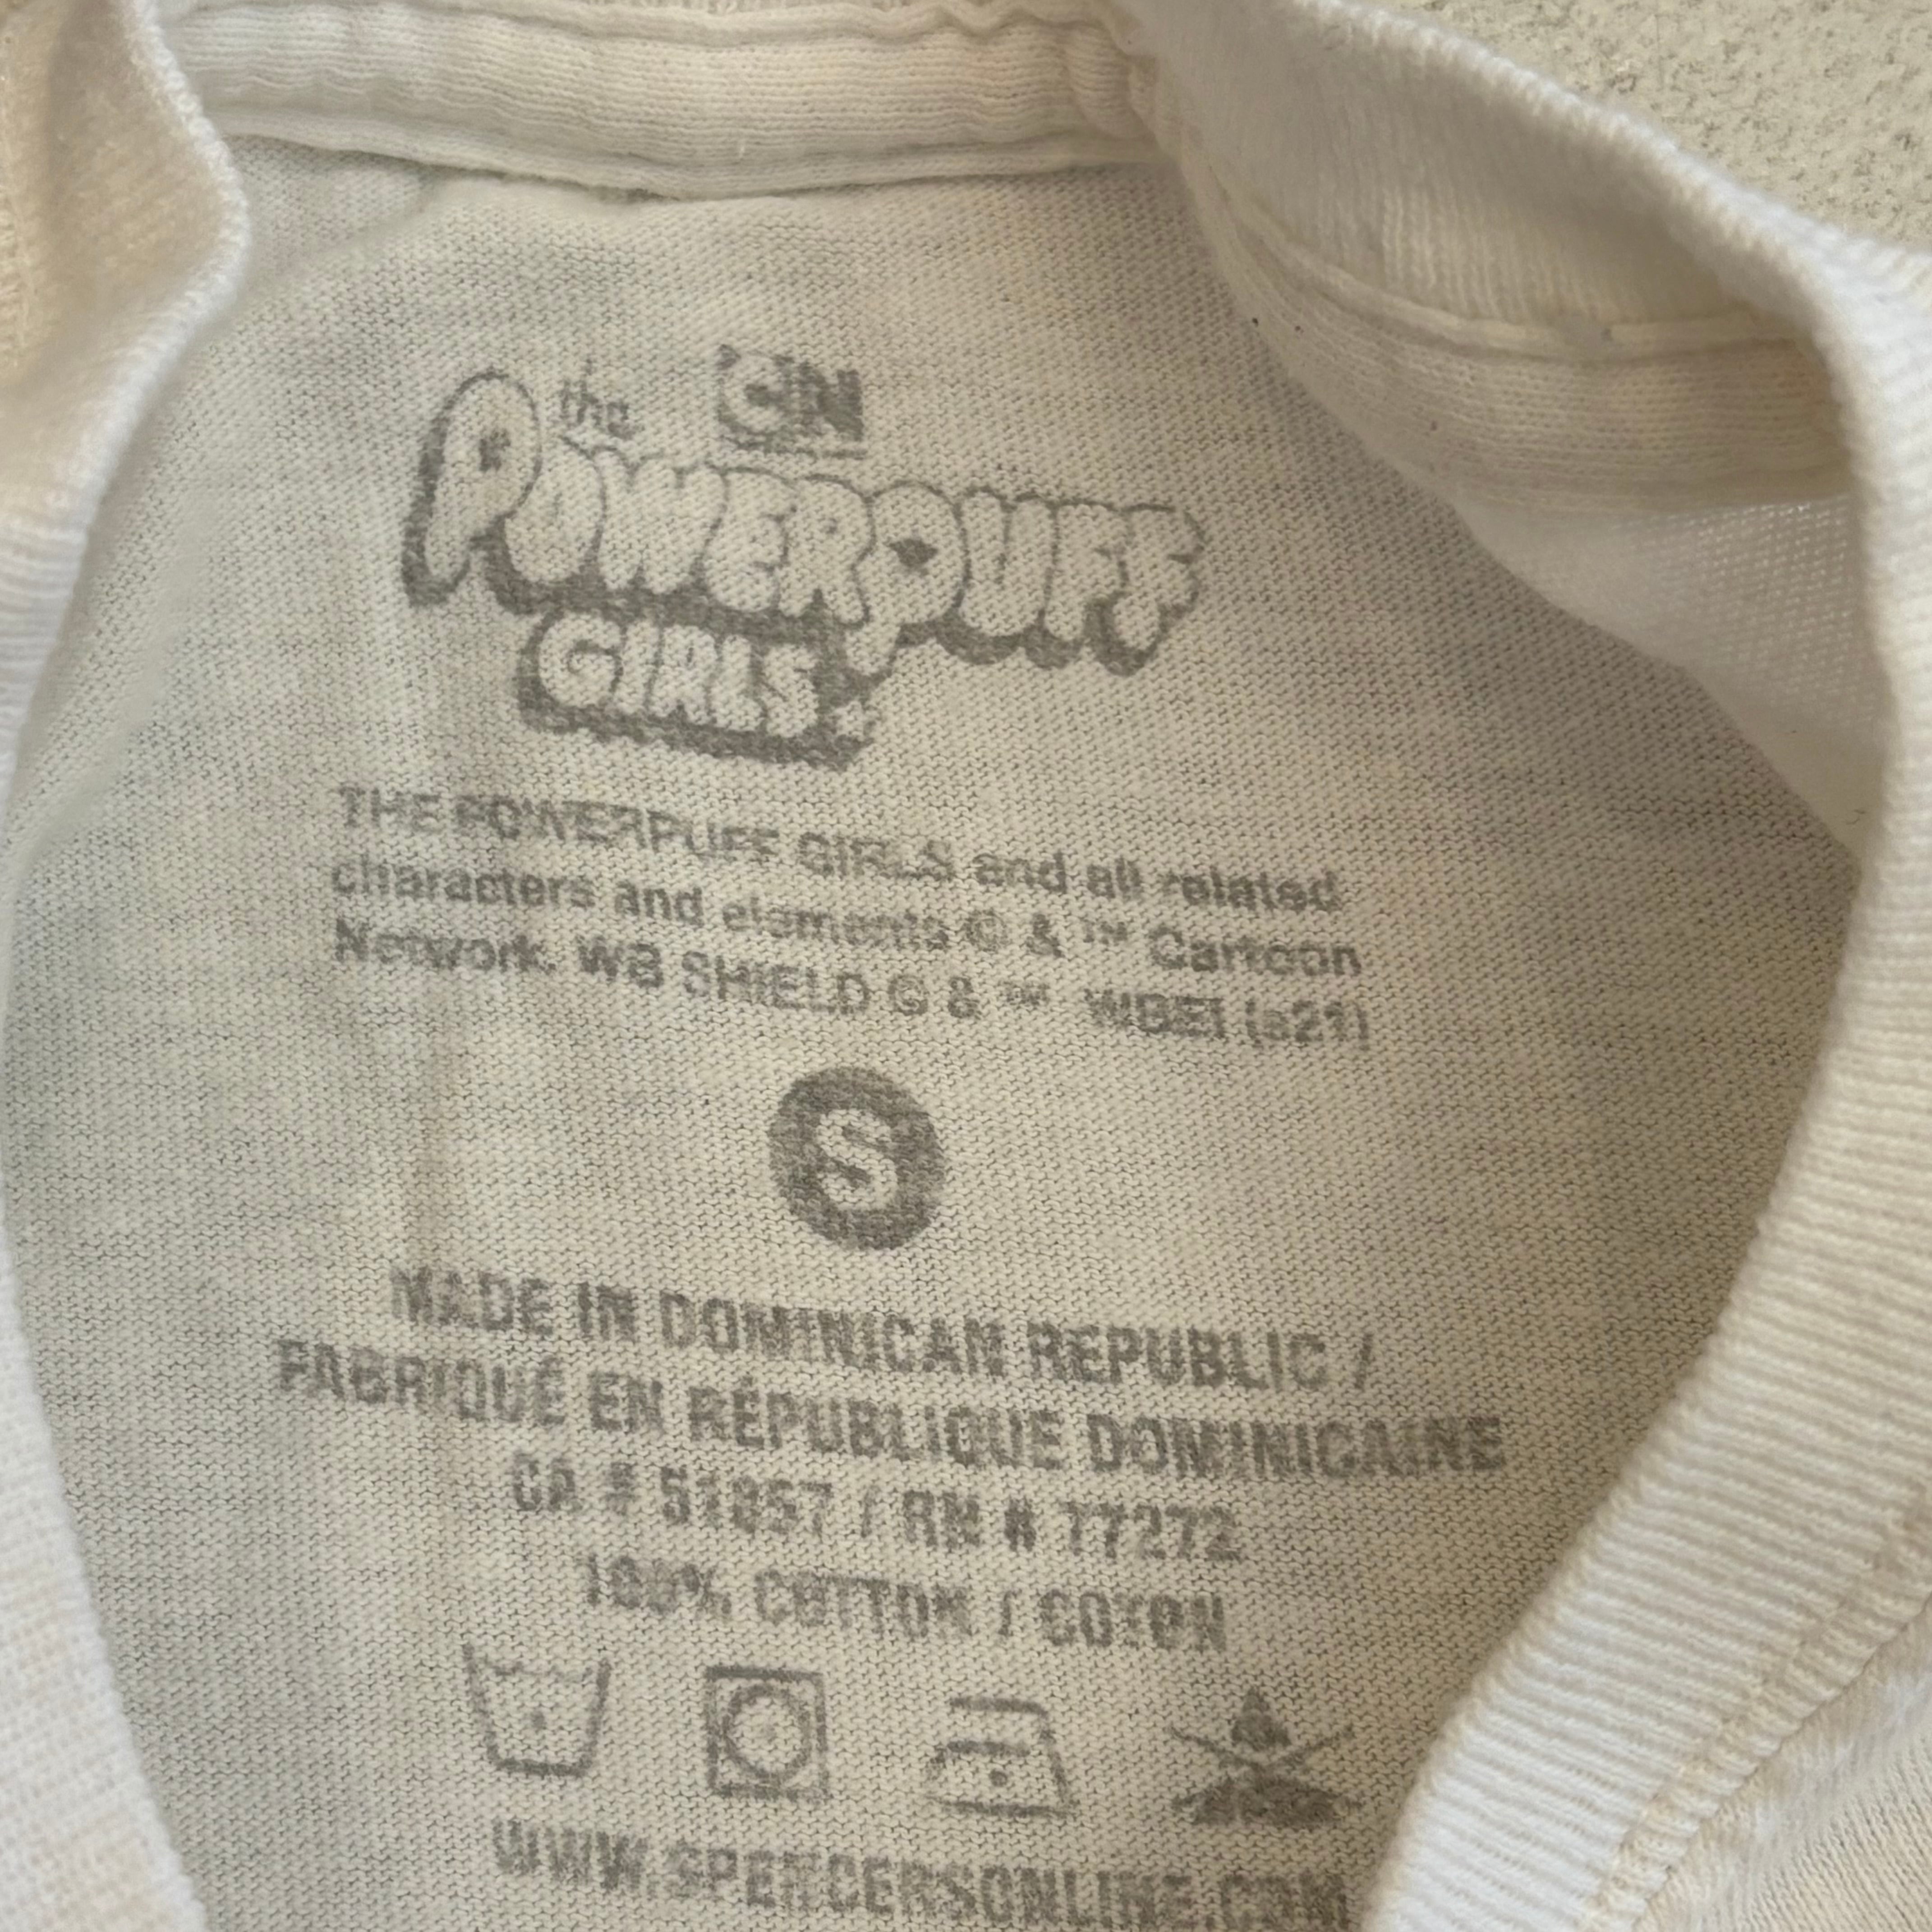 CN
the
POWERPUFF
GIRLS
THE POWERPUFF GIRLS and all related
characters and elements © & ™ Cartoon
Network. WB SHIELD © & ™ WBEI (s21)
S
MADE IN DOMINICAN REPUBLIC /
FABRIQUÉ EN RÉPUBLIQUE DOMINICAINE
CA # 51857 / RN # 77272
100% COTTON / COTON
WWW.SPENCERSONLINE.COM